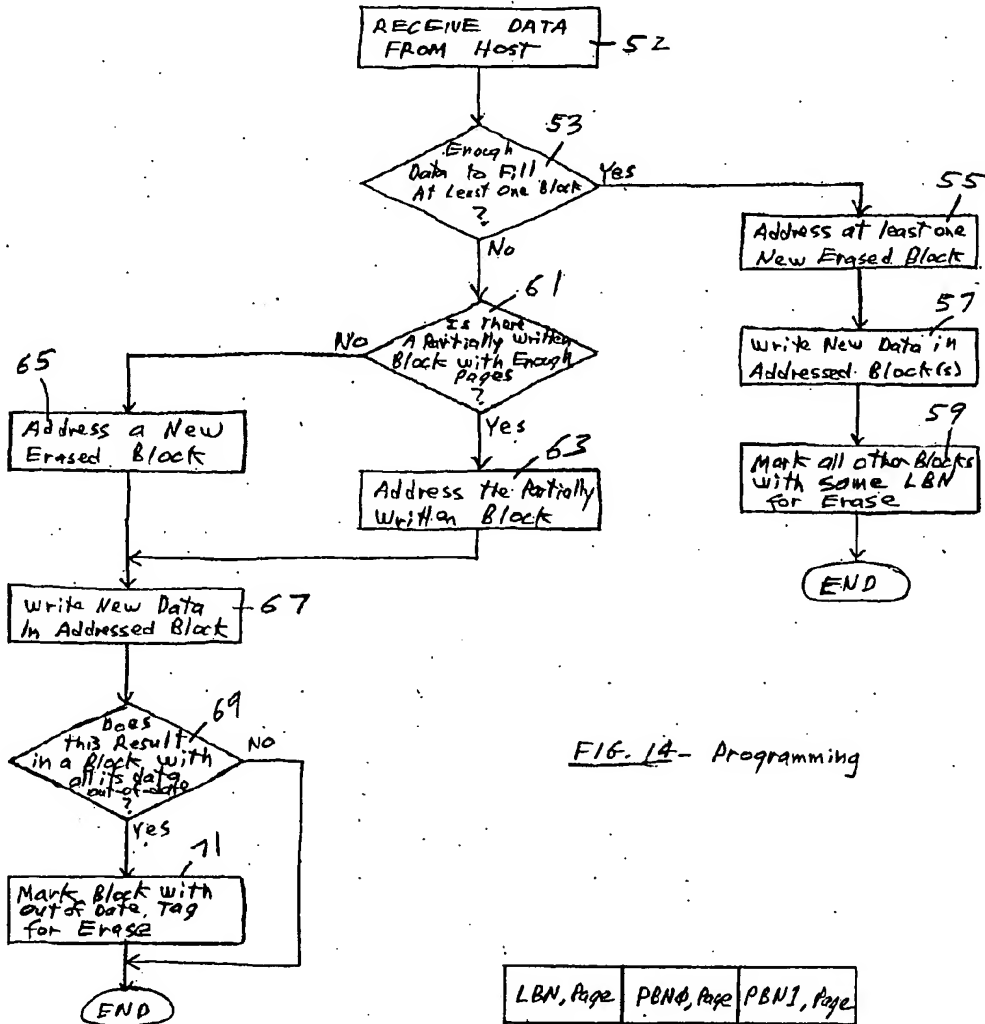 RECEIVE DATA
FROM HOST
52
53
Enough
Data to Fill
At Least One Block
?
Yes
No
55
Address at least one
New Erased Block
57
Write New Data in
Addressed Block(s)
59
Mark all other Blocks
with same LBN
for Erase
END
61
Is There
A Partially Written
Block with Enough
Pages
?
No
Yes
65
Address a New
Erased Block
63
Address the Partially
Written Block
Write New Data
In Addressed Block
67
69
Does
this Result
in a Block with
all its data
out-of-date
?
No
Yes
71
Mark Block with
out of Date, Tag
for Erase
END
FIG. 14 - Programming
LBN, Page PBNØ, Page PBN1, Page